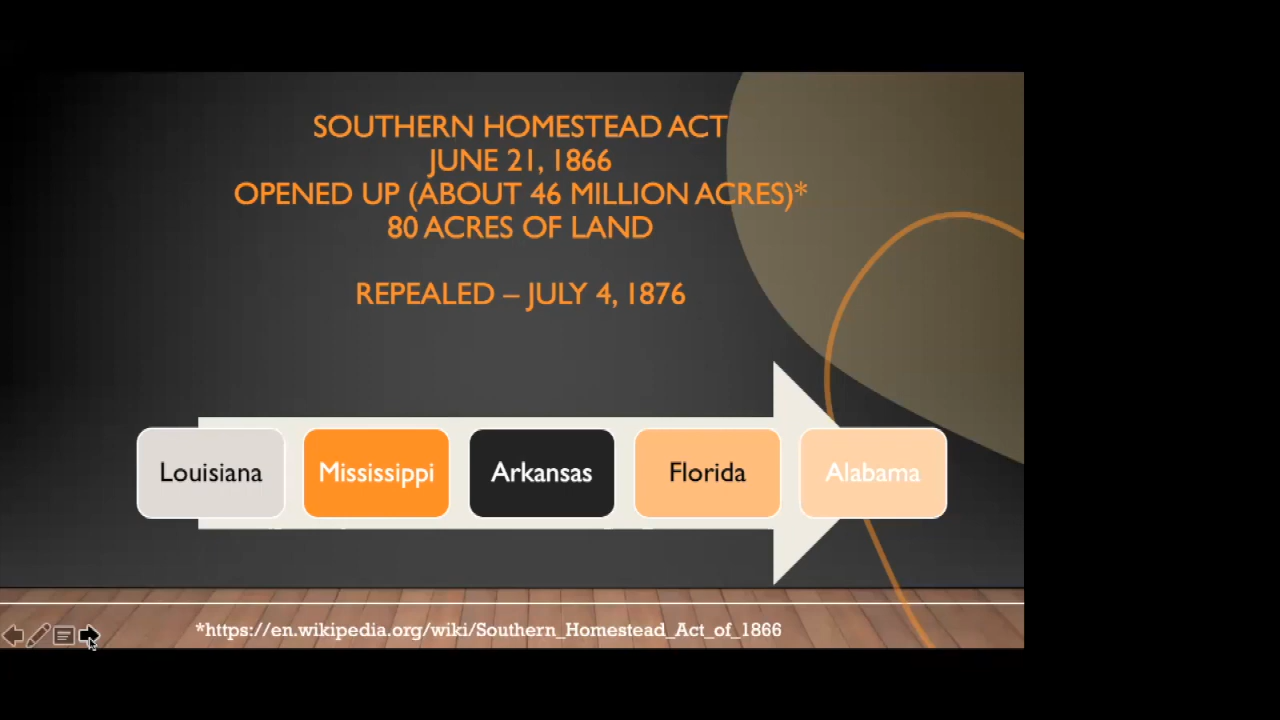 SOUTHERN HOMESTEAD ACT
JUNE 21, 1866
OPENED UP (ABOUT 46 MILLION ACRES)*
80 ACRES OF LAND
REPEALED – JULY 4, 1876
Louisiana
Mississippi
Arkansas
Florida
Alabama
*https://en.wikipedia.org/wiki/Southern_Homestead_Act_of_1866